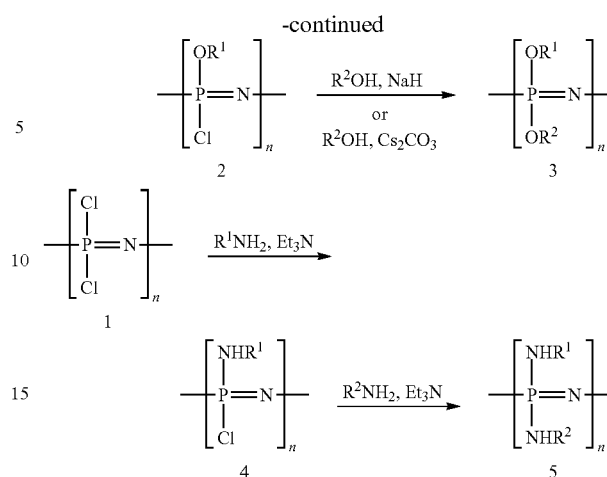 -continued
OR¹ OR¹
R²OH, NaH
P=N P=N
or
5 n n
R²OH, Cs₂CO₃
Cl OR²
2 3
Cl
R¹NH₂, Et₃N
10 P=N
n
Cl
1
NHR¹ NHR¹
R²NH₂, Et₃N
15 P=N P=N
n n
Cl NHR²
4 5